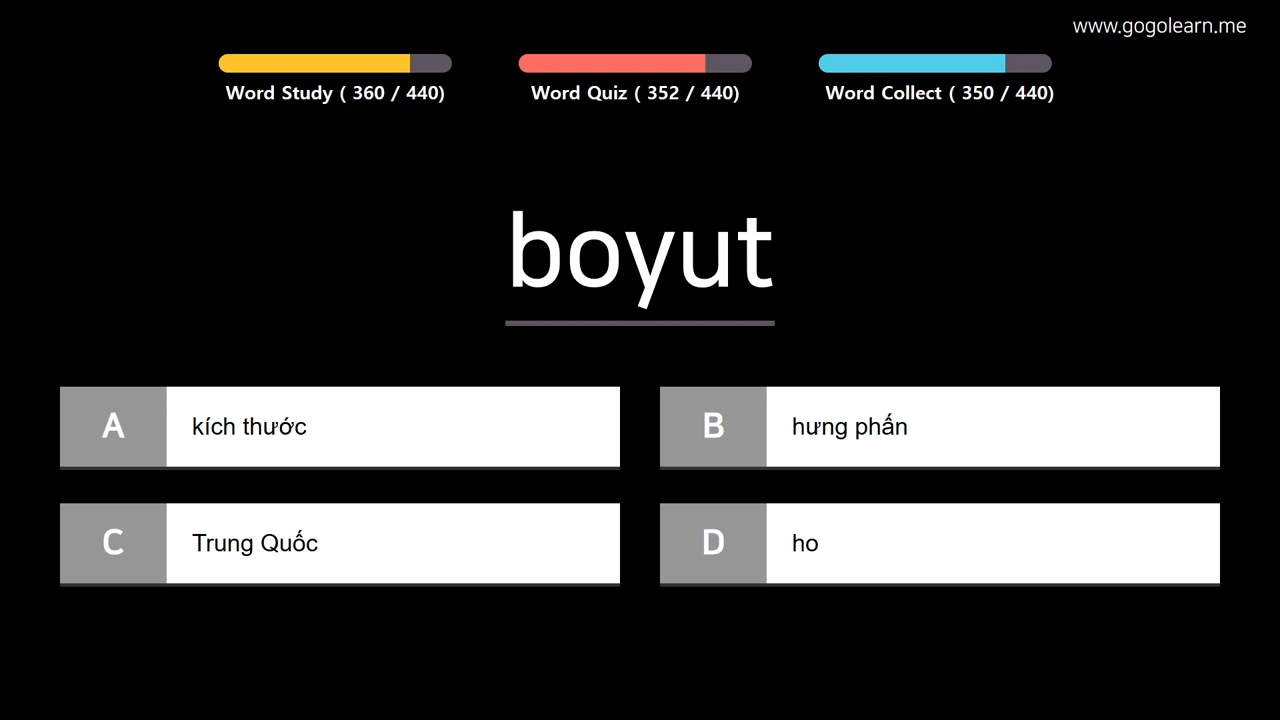 www.gogolearn.me
Word Study ( 360 / 440)
Word Quiz ( 352 / 440)
Word Collect ( 350 / 440)
boyut
A kích thước
B hưng phấn
C Trung Quốc
D ho